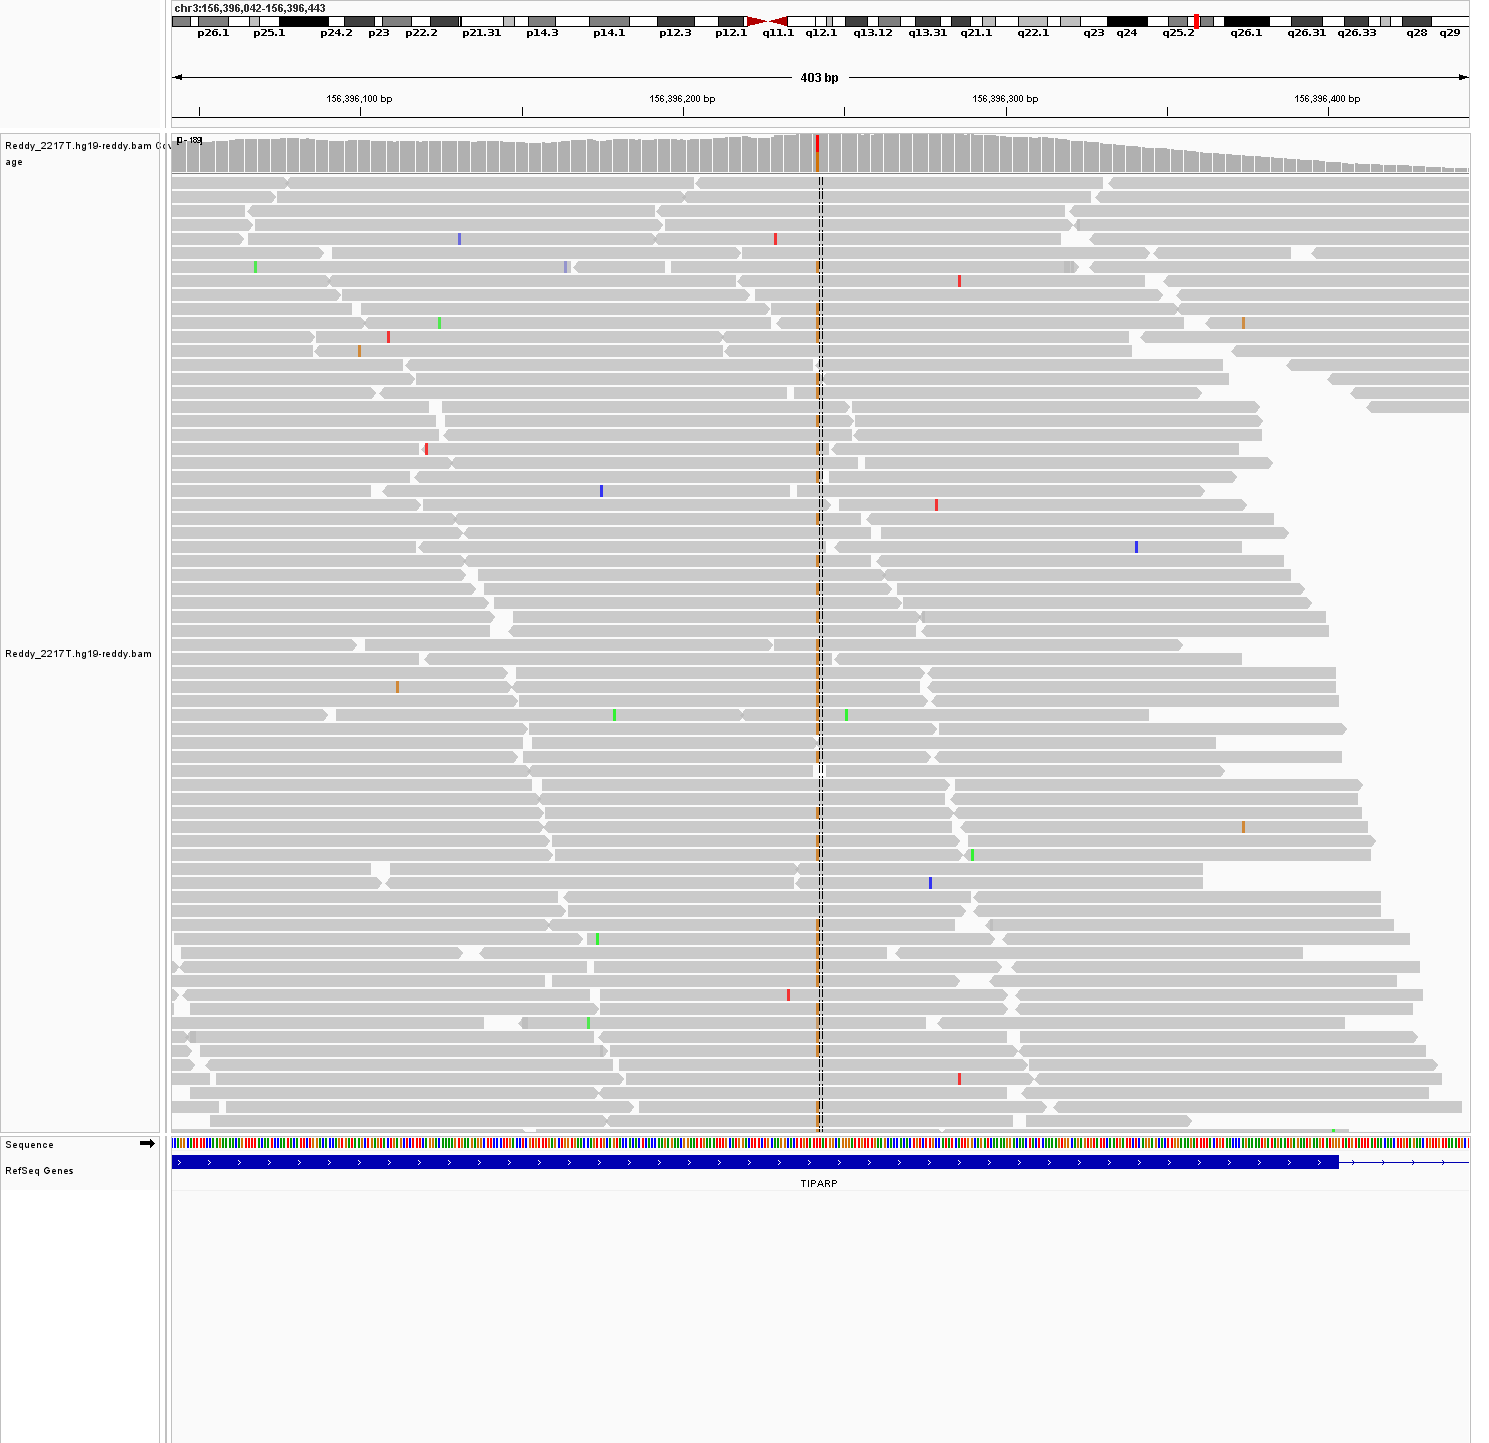 chr3:156,396,042-156,396,443
p26.1 p25.1 p24.2 p23 p22.2 p21.31 p14.3 p14.1 p12.3 p12.1 q11.1 q12.1 q13.12 q13.31 q21.1 q22.1 q23 q24 q25.2 q26.1 q26.31 q26.33 q28 q29
403 bp
156,396,100 bp 156,396,200 bp 156,396,300 bp 156,396,400 bp
Reddy_2217T.hg19-reddy.bam Cov
age
Reddy_2217T.hg19-reddy.bam
Sequence
RefSeq Genes
TIPARP